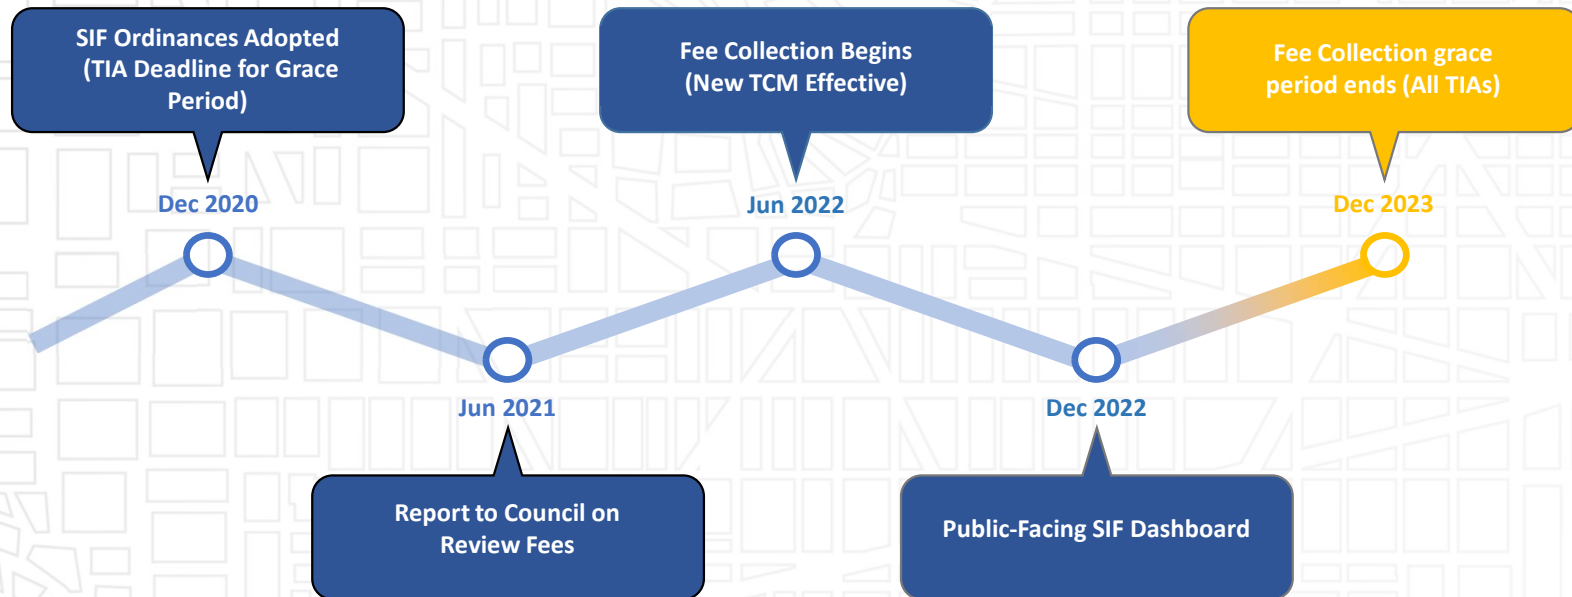 SIF Ordinances Adopted
(TIA Deadline for Grace
Period)
Dec 2020
Jun 2021
Report to Council on
Review Fees
Fee Collection Begins
(New TCM Effective)
Jun 2022
Dec 2022
Public-Facing SIF Dashboard
Fee Collection grace
period ends (All TIAs)
Dec 2023